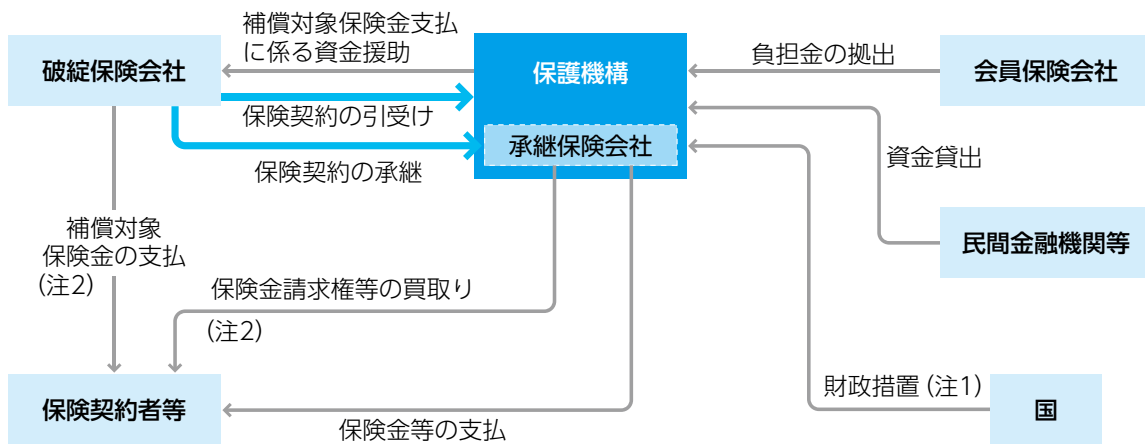 補償対象保険金支払
に係る資金援助
破綻保険会社
保護機構
負担金の拠出
会員保険会社
保険契約の引受け
承継保険会社
保険契約の承継
資金貸出
補償対象
保険金の支払
(注2)
民間金融機関等
保険金請求権等の買取り
(注2)
財政措置(注1)
国
保険契約者等
保険金等の支払